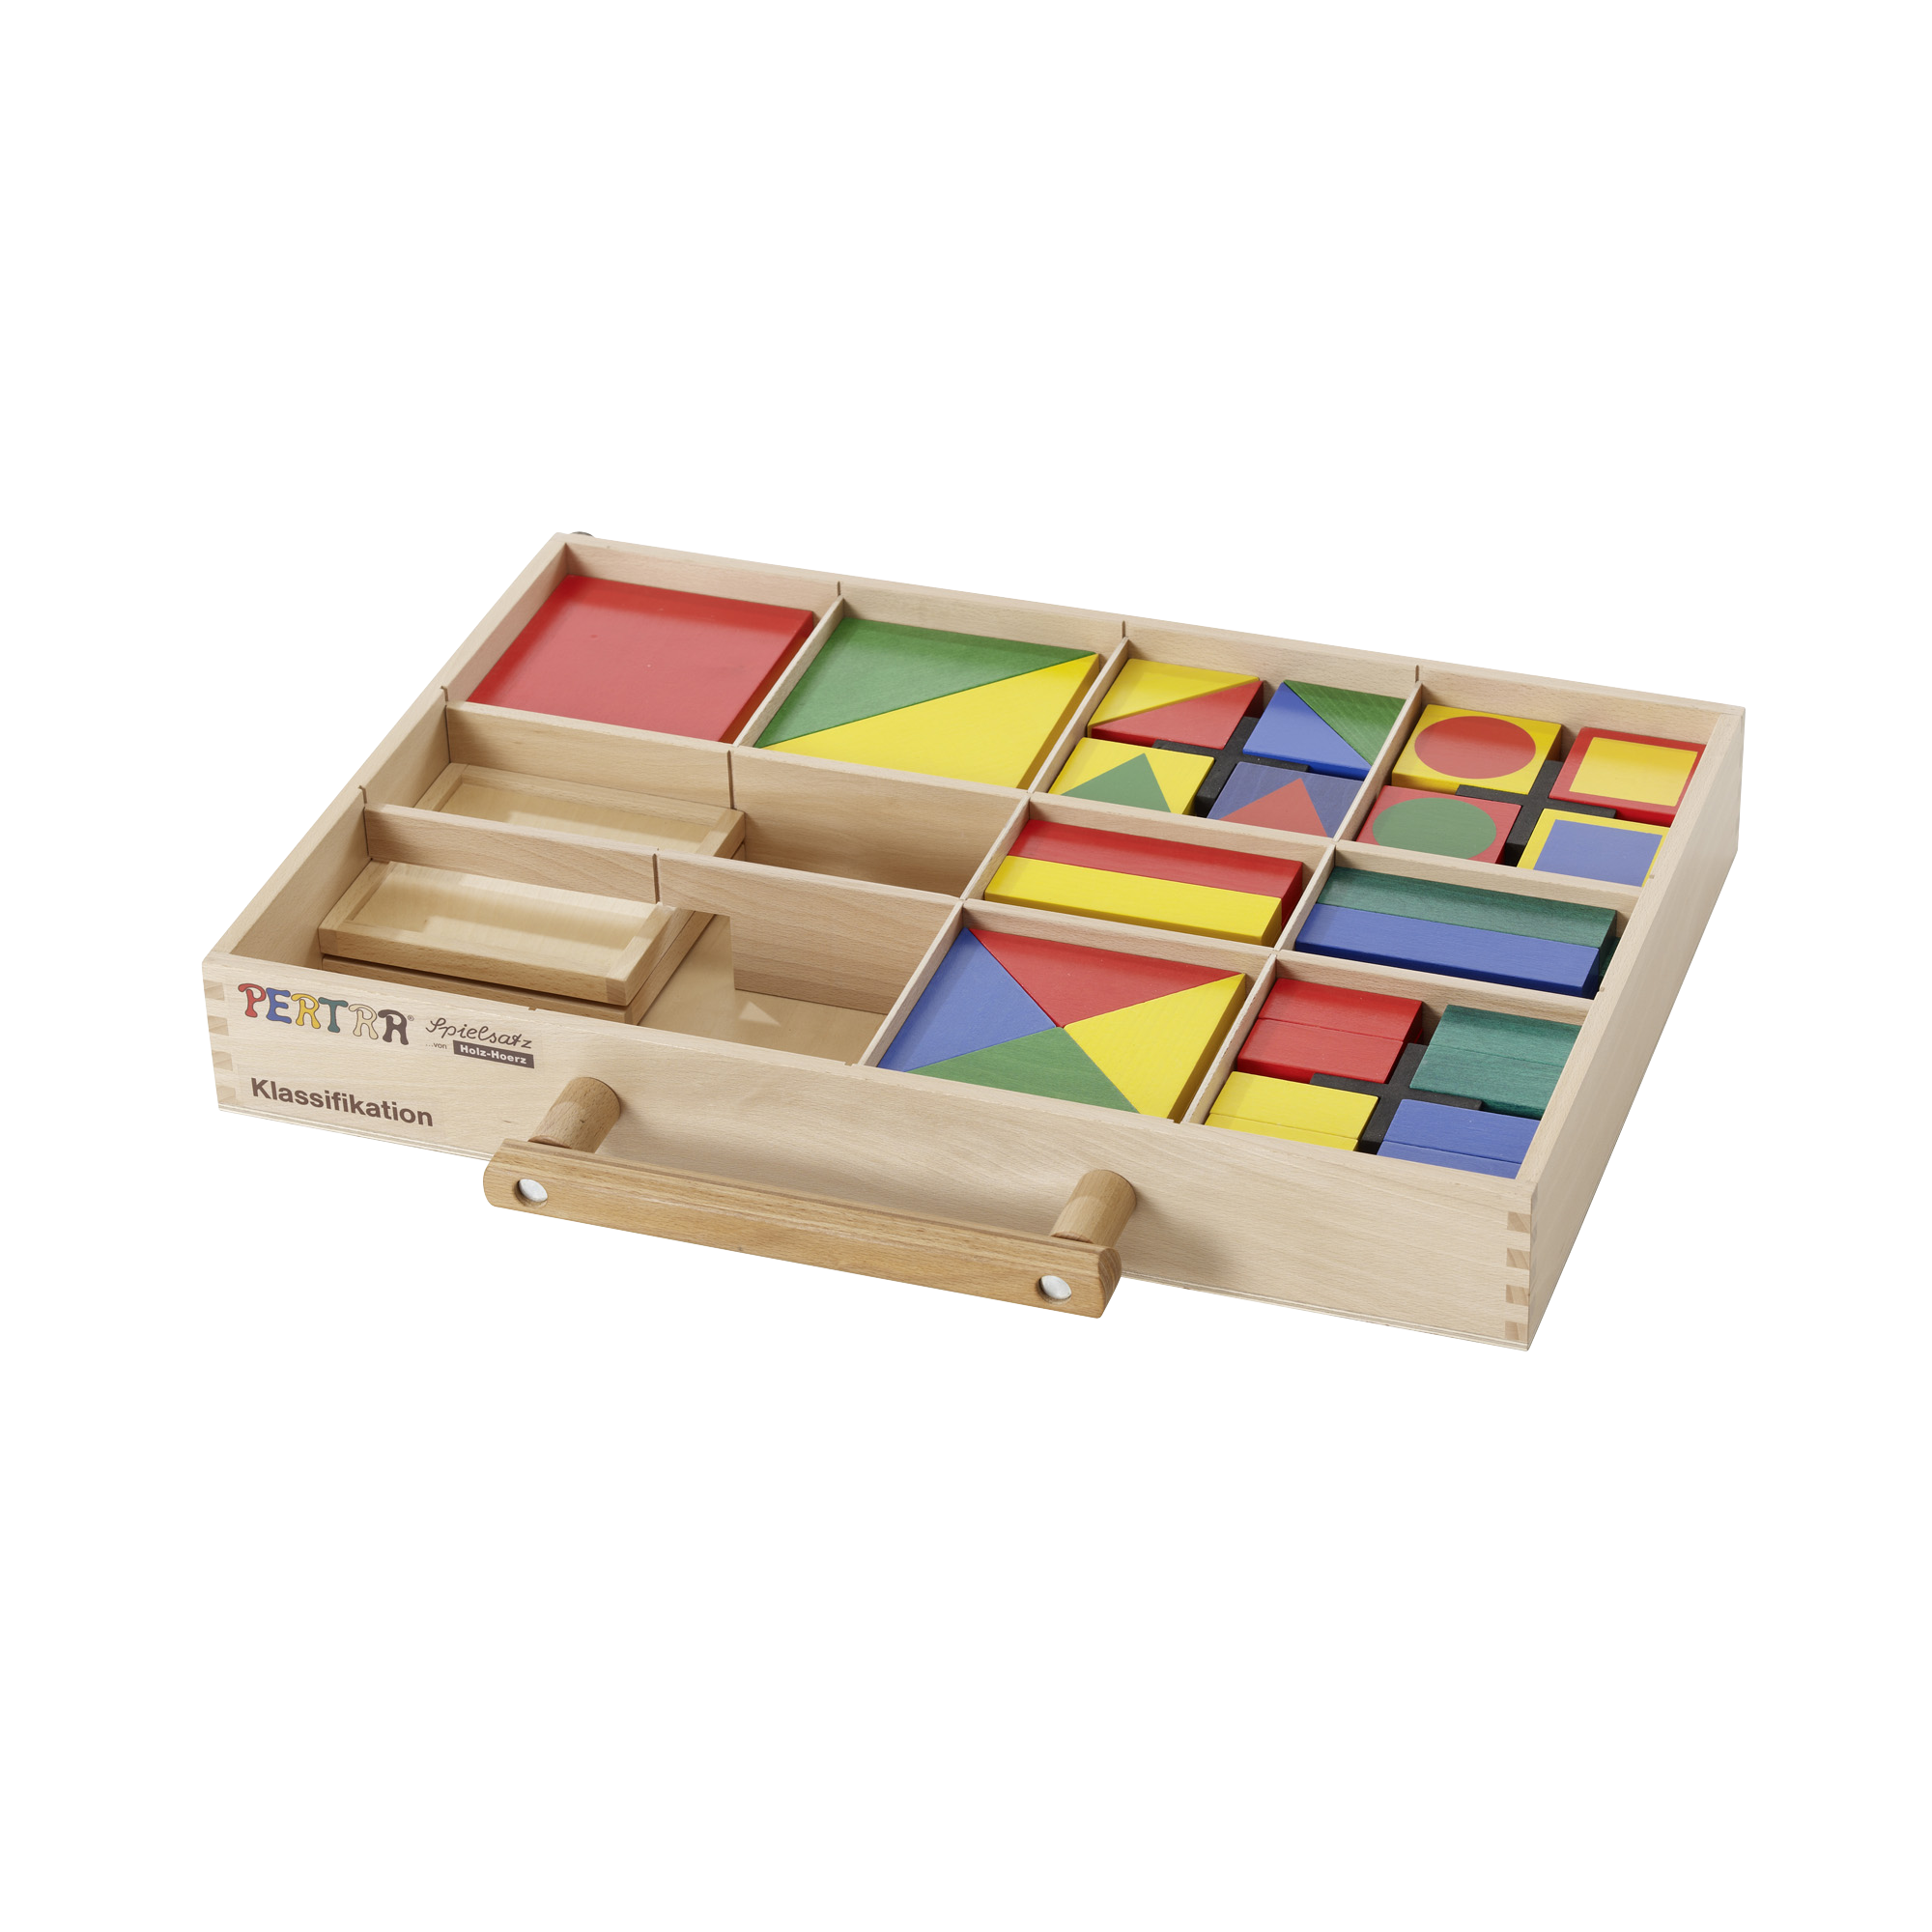 PERTRA®
Spielsatz
...von Holz-Hoerz
Klassifikation